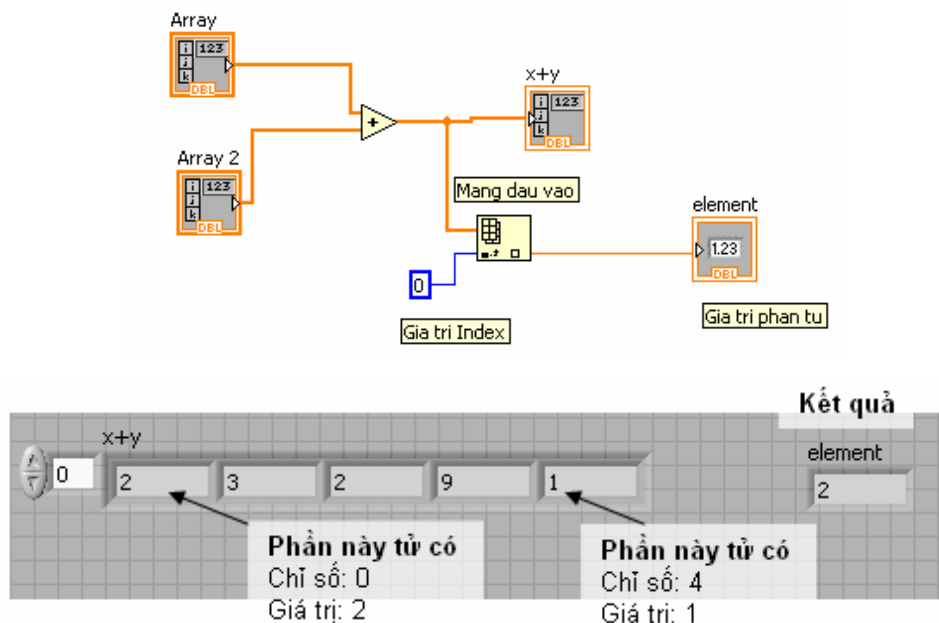 Array
i 123
j
k
DBL
x+y
i 123
j
k
DBL
+
Array 2
i 123
j
k
DBL
Mang dau vao
element
1.23
DBL
0
Gia tri Index
Gia tri phan tu
Kết quả
x+y
element
0 2 3 2 9 1 2
Phần này tử có
Chỉ số: 0
Giá trị: 2
Phần này tử có
Chỉ số: 4
Giá trị: 1